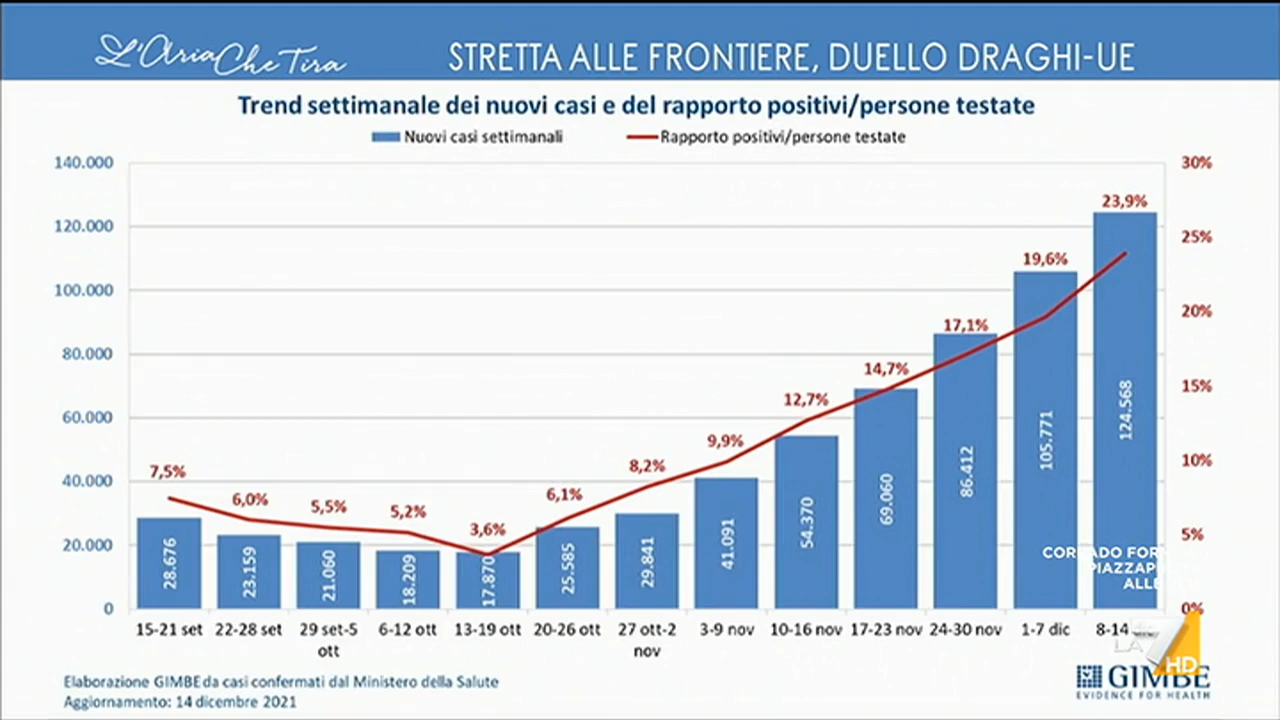 L'Aria Che Tira
STRETTA ALLE FRONTIERE, DUELLO DRAGHI-UE
Trend settimanale dei nuovi casi e del rapporto positivi/persone testate
Nuovi casi settimanali
Rapporto positivi/persone testate
140.000
120.000
100.000
80.000
60.000
40.000
20.000
0
30%
25%
20%
15%
10%
5%
0%
7,5%
6,0%
5,5%
5,2%
3,6%
6,1%
8,2%
9,9%
12,7%
14,7%
17,1%
19,6%
23,9%
28.676
23.159
21.060
18.209
17.870
25.585
29.841
41.091
54.370
69.060
86.412
105.771
124.568
CORRADO FOR
PIAZZAP
ALLE
15-21 set
22-28 set
29 set-5
ott
6-12 ott
13-19 ott
20-26 ott
27 ott-2
nov
3-9 nov
10-16 nov
17-23 nov
24-30 nov
1-7 dic
8-14
LA 7
HD
Elaborazione GIMBE da casi confermati dal Ministero della Salute
Aggiornamento: 14 dicembre 2021
GIMBE
EVIDENCE FOR HEALTH